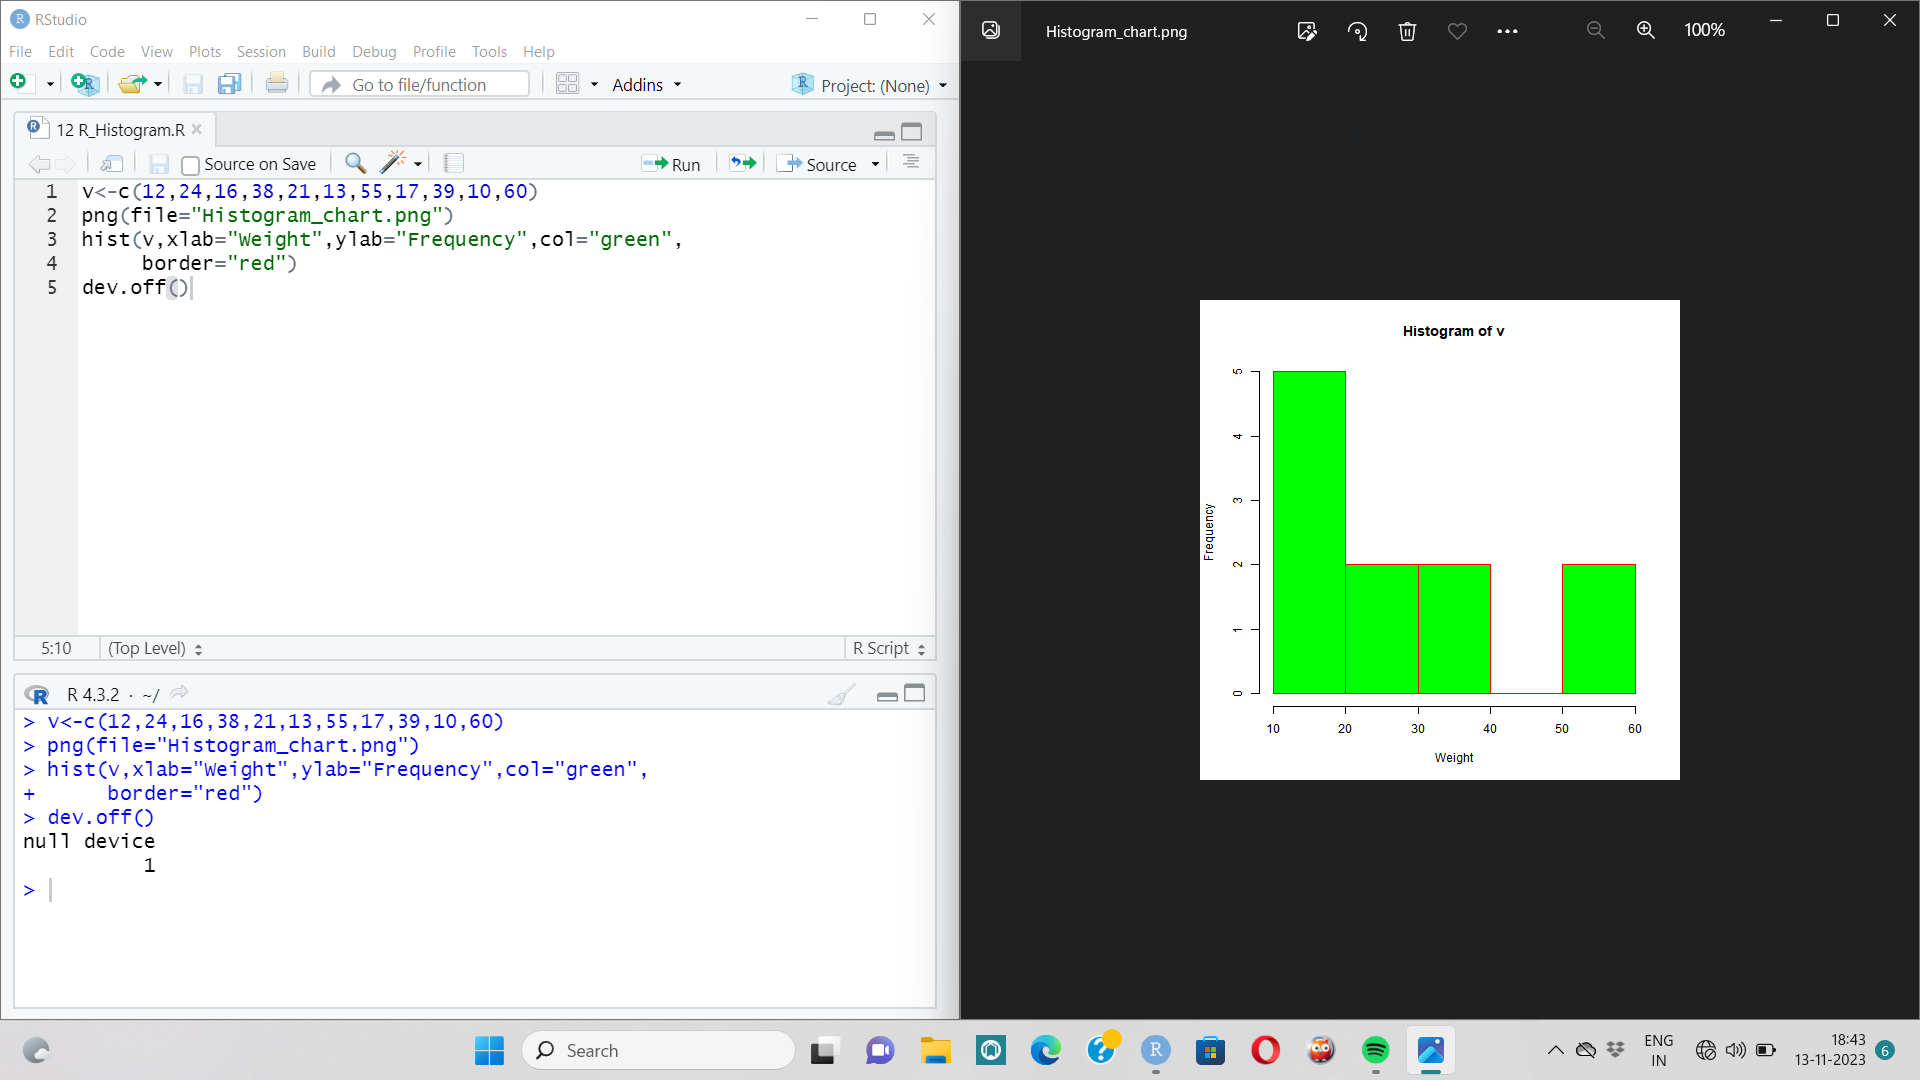 RStudio
File Edit Code View Plots Session Build Debug Profile Tools Help
Go to file/function
Addins
Project: (None)
12 R_Histogram.R
Source on Save
Run
Source
1 v<-c(12,24,16,38,21,13,55,17,39,10,60)
2 png(file="Histogram_chart.png")
3 hist(v,xlab="Weight",ylab="Frequency",col="green",
4 border="red")
5 dev.off()
5:10 (Top Level) R Script
R 4.3.2 · ~/
> v<-c(12,24,16,38,21,13,55,17,39,10,60)
> png(file="Histogram_chart.png")
> hist(v,xlab="Weight",ylab="Frequency",col="green",
+ border="red")
> dev.off()
null device
1
>
Histogram_chart.png
100%
Histogram of v
5
4
3
2
1
0
Frequency
10 20 30 40 50 60
Weight
Search
ENG
IN
18:43
13-11-2023
6